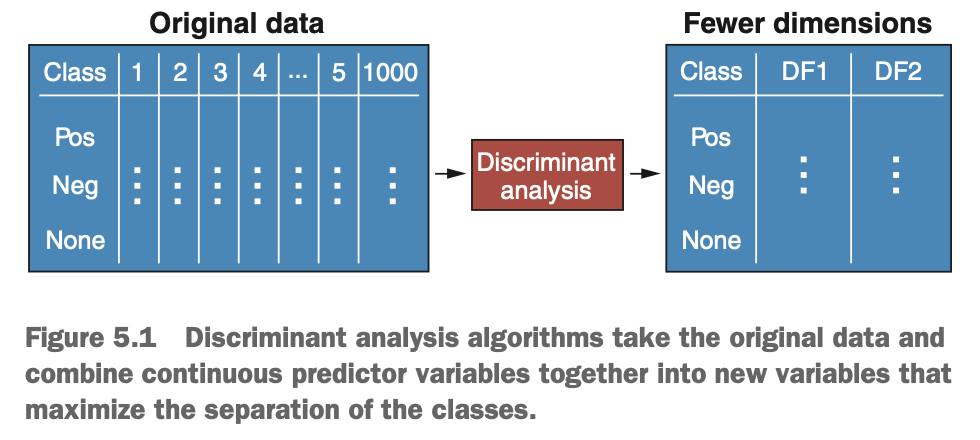 Original data
Class 1 2 3 4 ... 5 1000
Pos
Neg
None
Discriminant
analysis
Fewer dimensions
Class DF1 DF2
Pos
Neg
None
Figure 5.1 Discriminant analysis algorithms take the original data and
combine continuous predictor variables together into new variables that
maximize the separation of the classes.